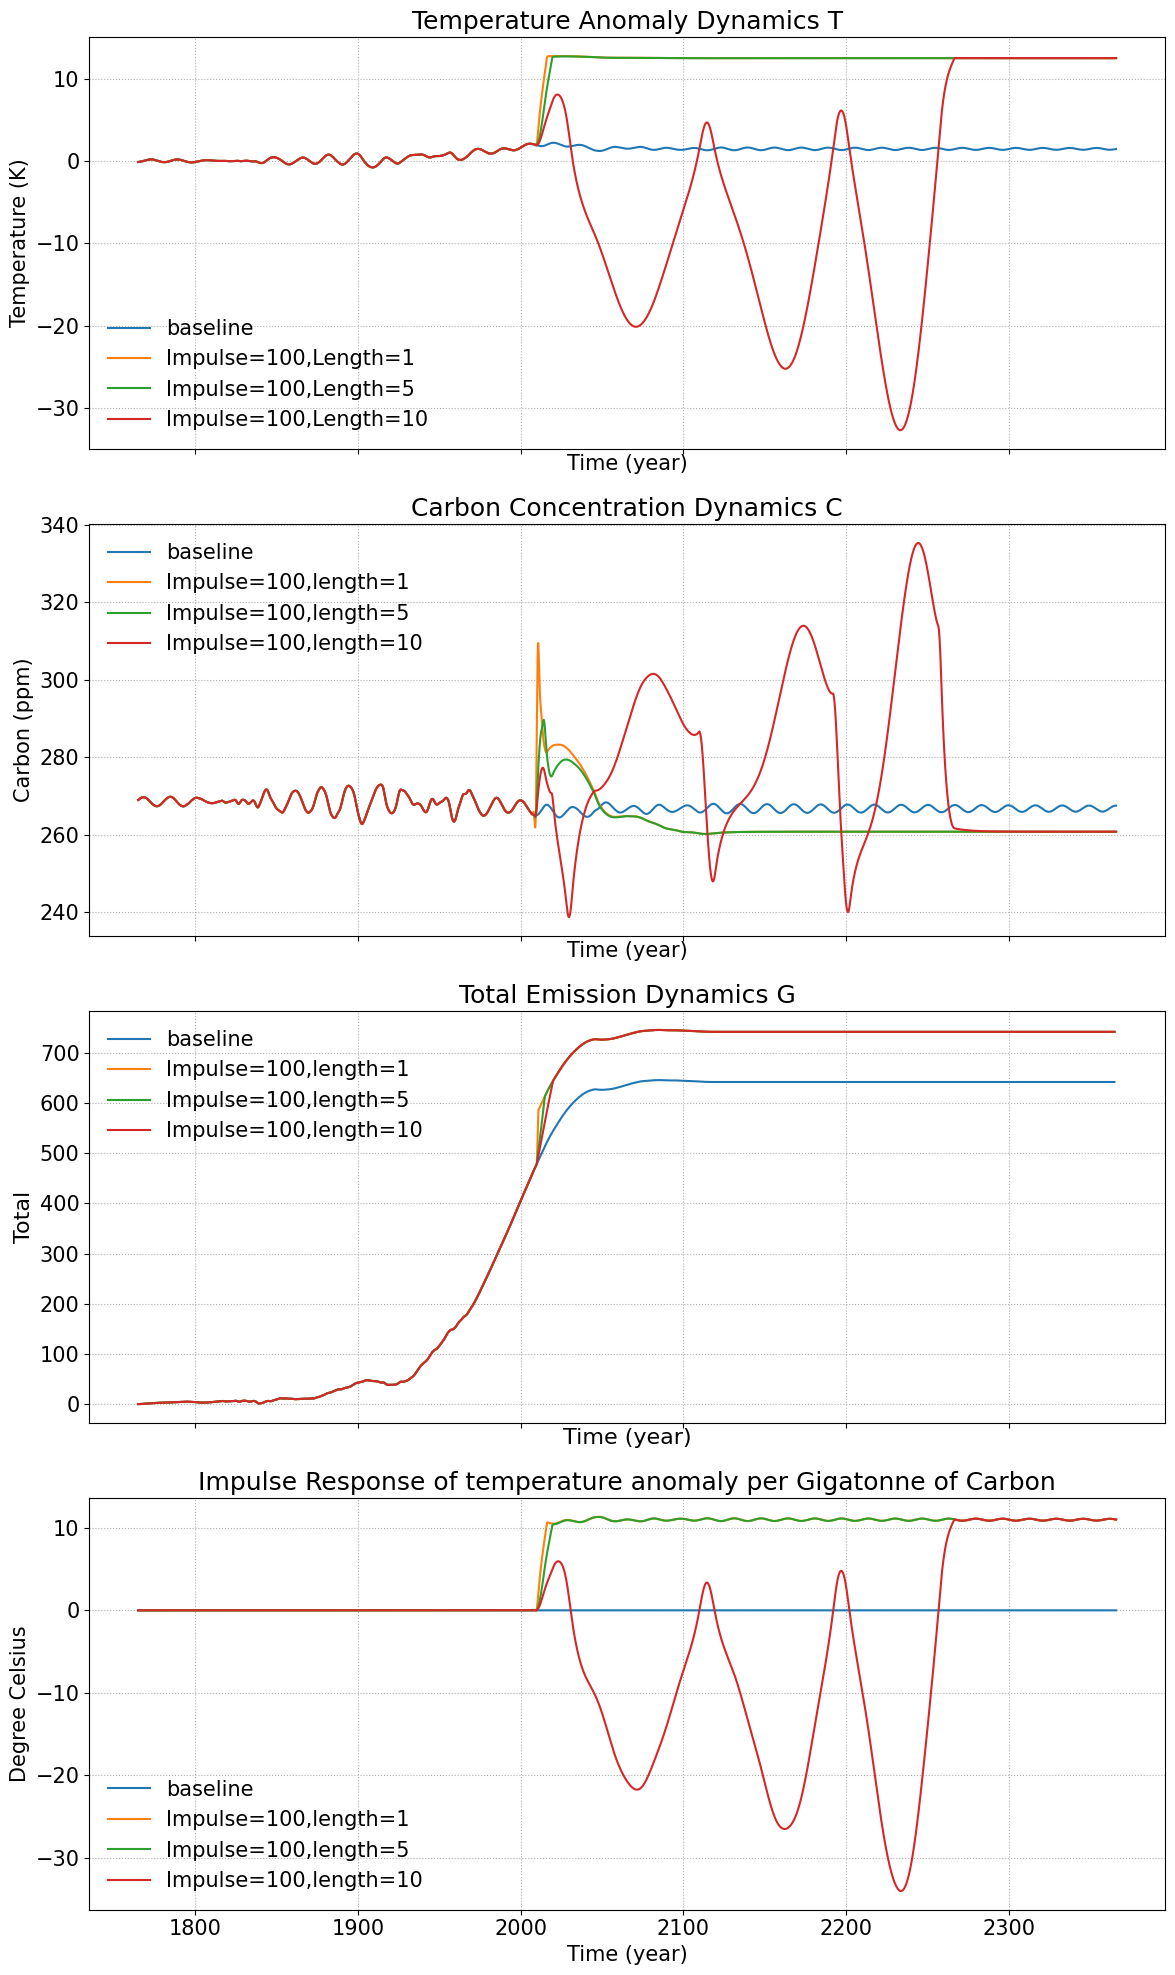 Temperature Anomaly Dynamics T
Temperature (K)
10
0
−10
−20
−30
baseline
Impulse=100,Length=1
Impulse=100,Length=5
Impulse=100,Length=10
Time (year)
Carbon Concentration Dynamics C
Carbon (ppm)
340
320
300
280
260
240
baseline
Impulse=100,length=1
Impulse=100,length=5
Impulse=100,length=10
Time (year)
Total Emission Dynamics G
Total
700
600
500
400
300
200
100
0
baseline
Impulse=100,length=1
Impulse=100,length=5
Impulse=100,length=10
Time (year)
Impulse Response of temperature anomaly per Gigatonne of Carbon
Degree Celsius
10
0
−10
−20
−30
baseline
Impulse=100,length=1
Impulse=100,length=5
Impulse=100,length=10
1800 1900 2000 2100 2200 2300
Time (year)